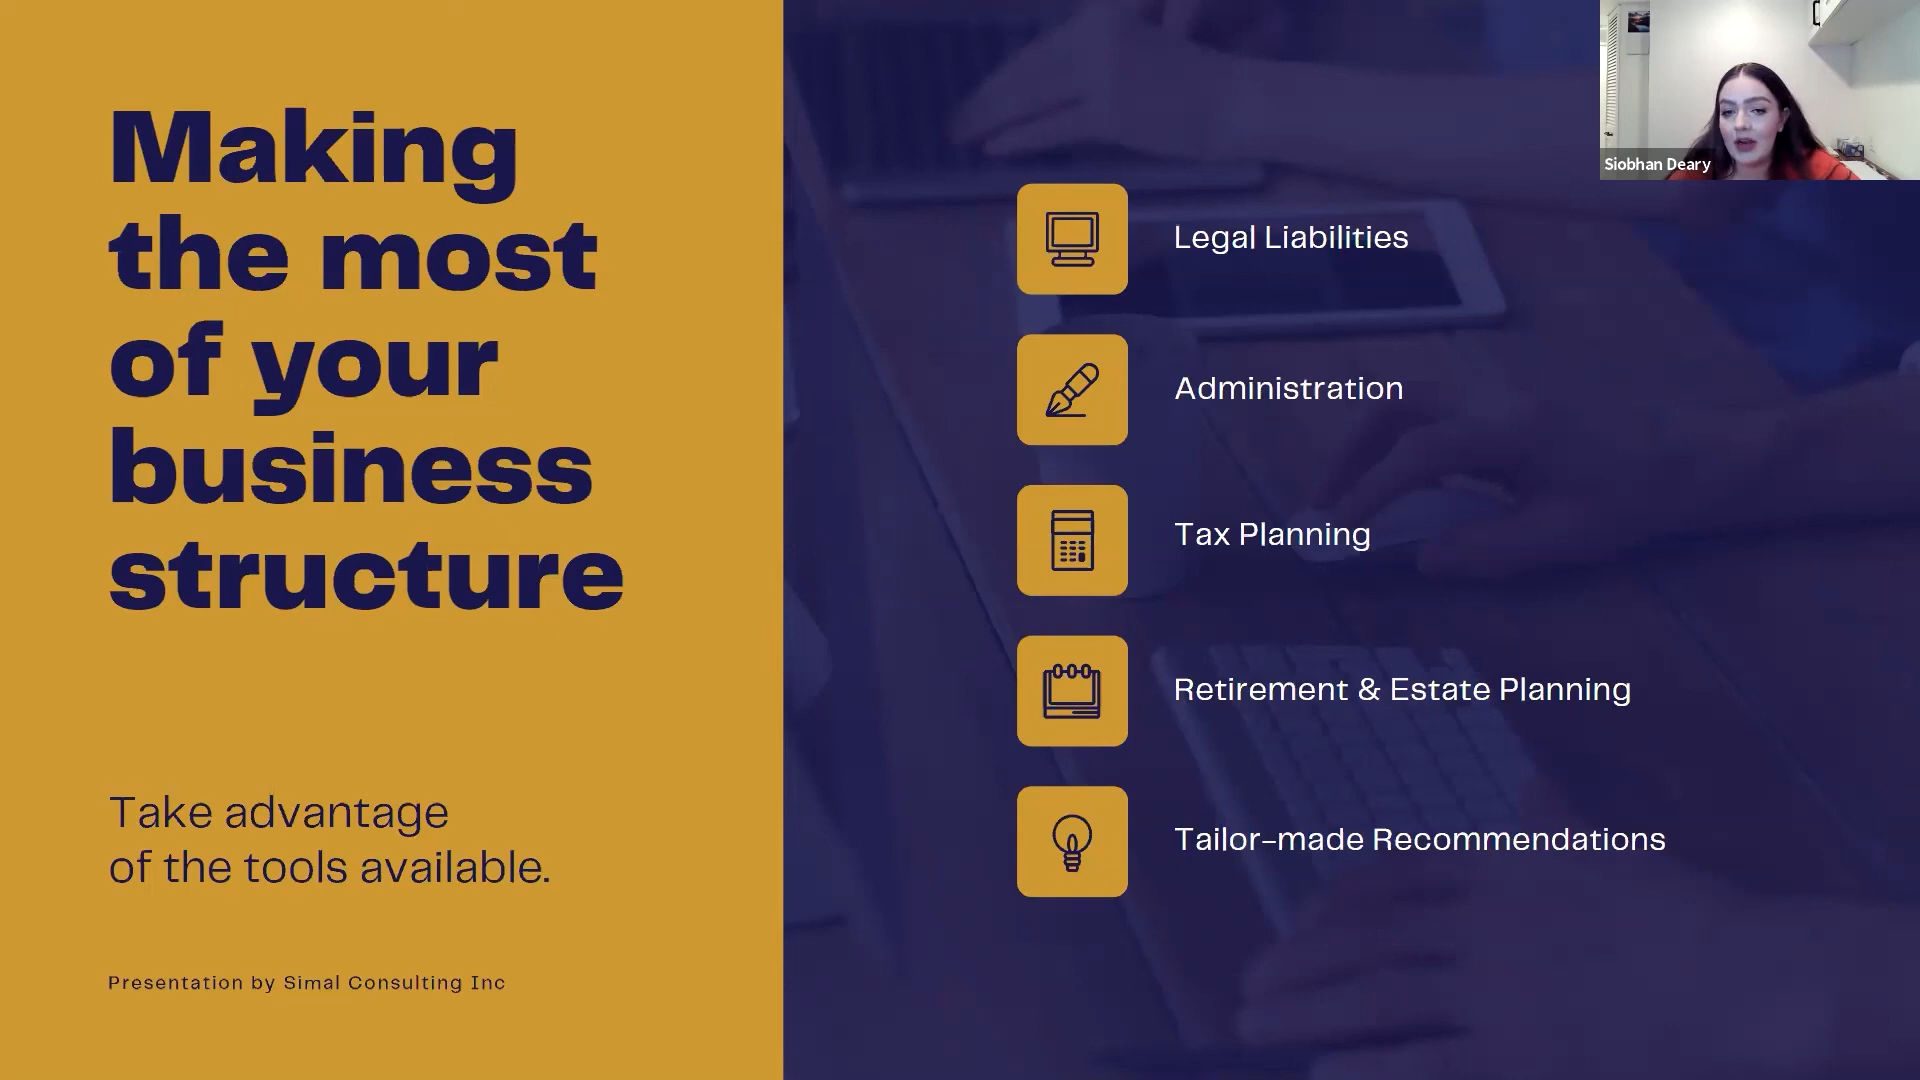 Making
the most
of your
business
structure
Take advantage
of the tools available.
Presentation by Simal Consulting Inc
Legal Liabilities
Administration
Tax Planning
Retirement & Estate Planning
Tailor-made Recommendations
Siobhan Deary